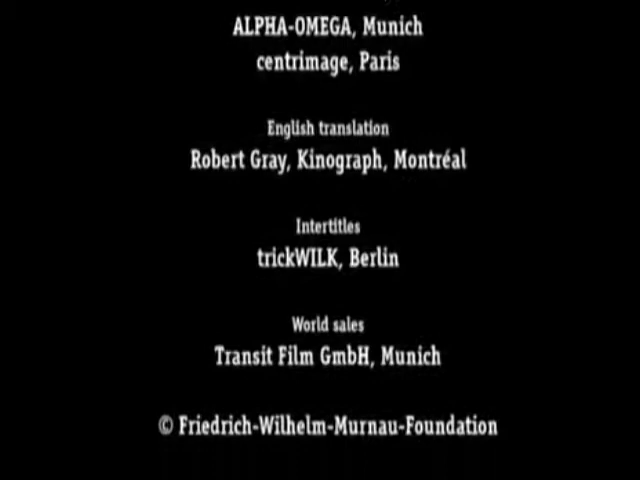 ALPHA-OMEGA, Munich
centrimage, Paris
English translation
Robert Gray, Kinograph, Montréal
Intertitles
trickWILK, Berlin
World sales
Transit Film GmbH, Munich
© Friedrich-Wilhelm-Murnau-Foundation